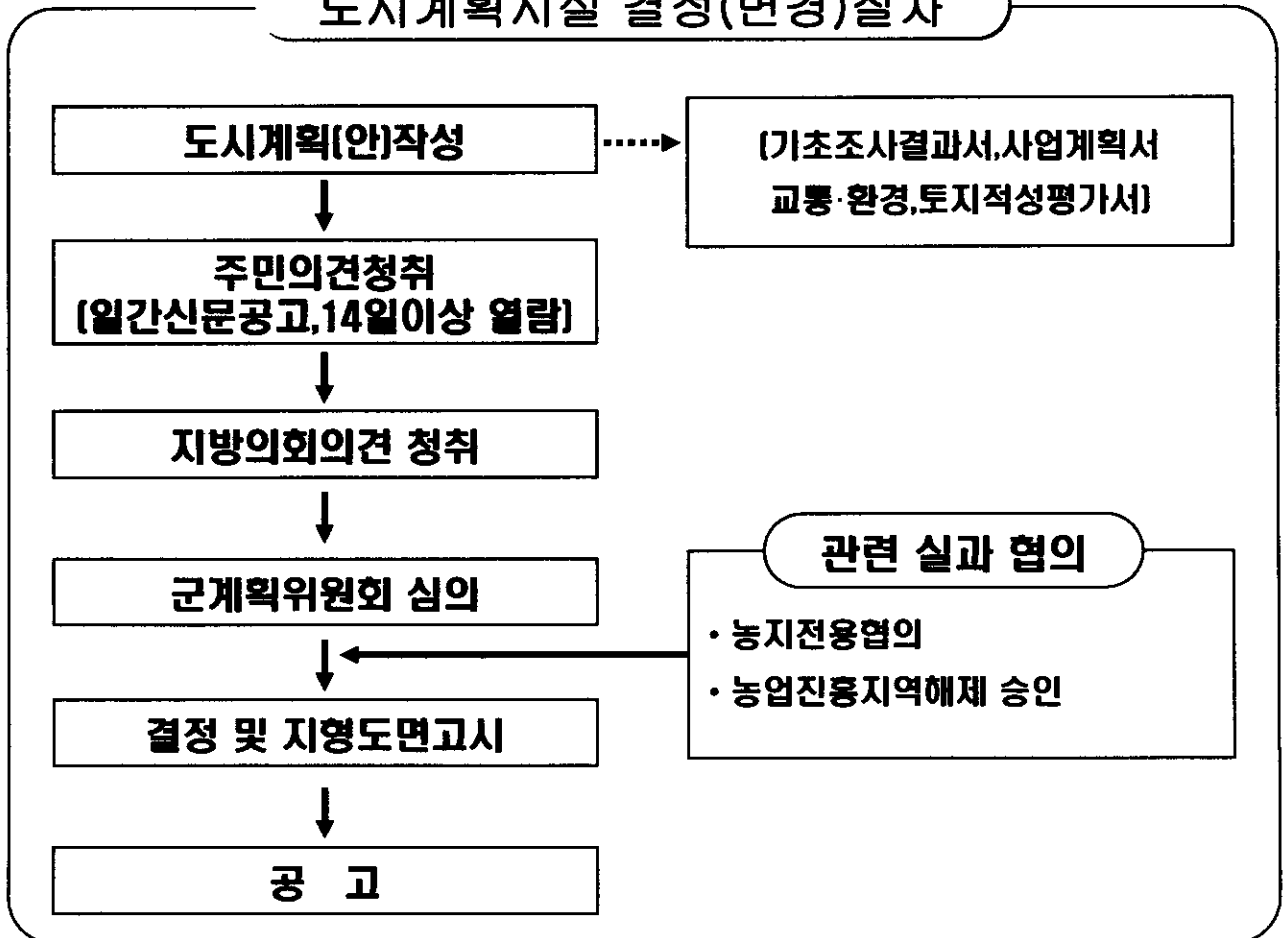 도시계획시설 결정(변경)절차
도시계획(안)작성
(기초조사결과서,사업계획서
교통·환경,토지적성평가서)
주민의견청취
(일간신문공고,14일이상 열람)
지방의회의견 청취
군계획위원회 심의
관련 실과 협의
· 농지전용협의
· 농업진흥지역해제 승인
결정 및 지형도면고시
공 고